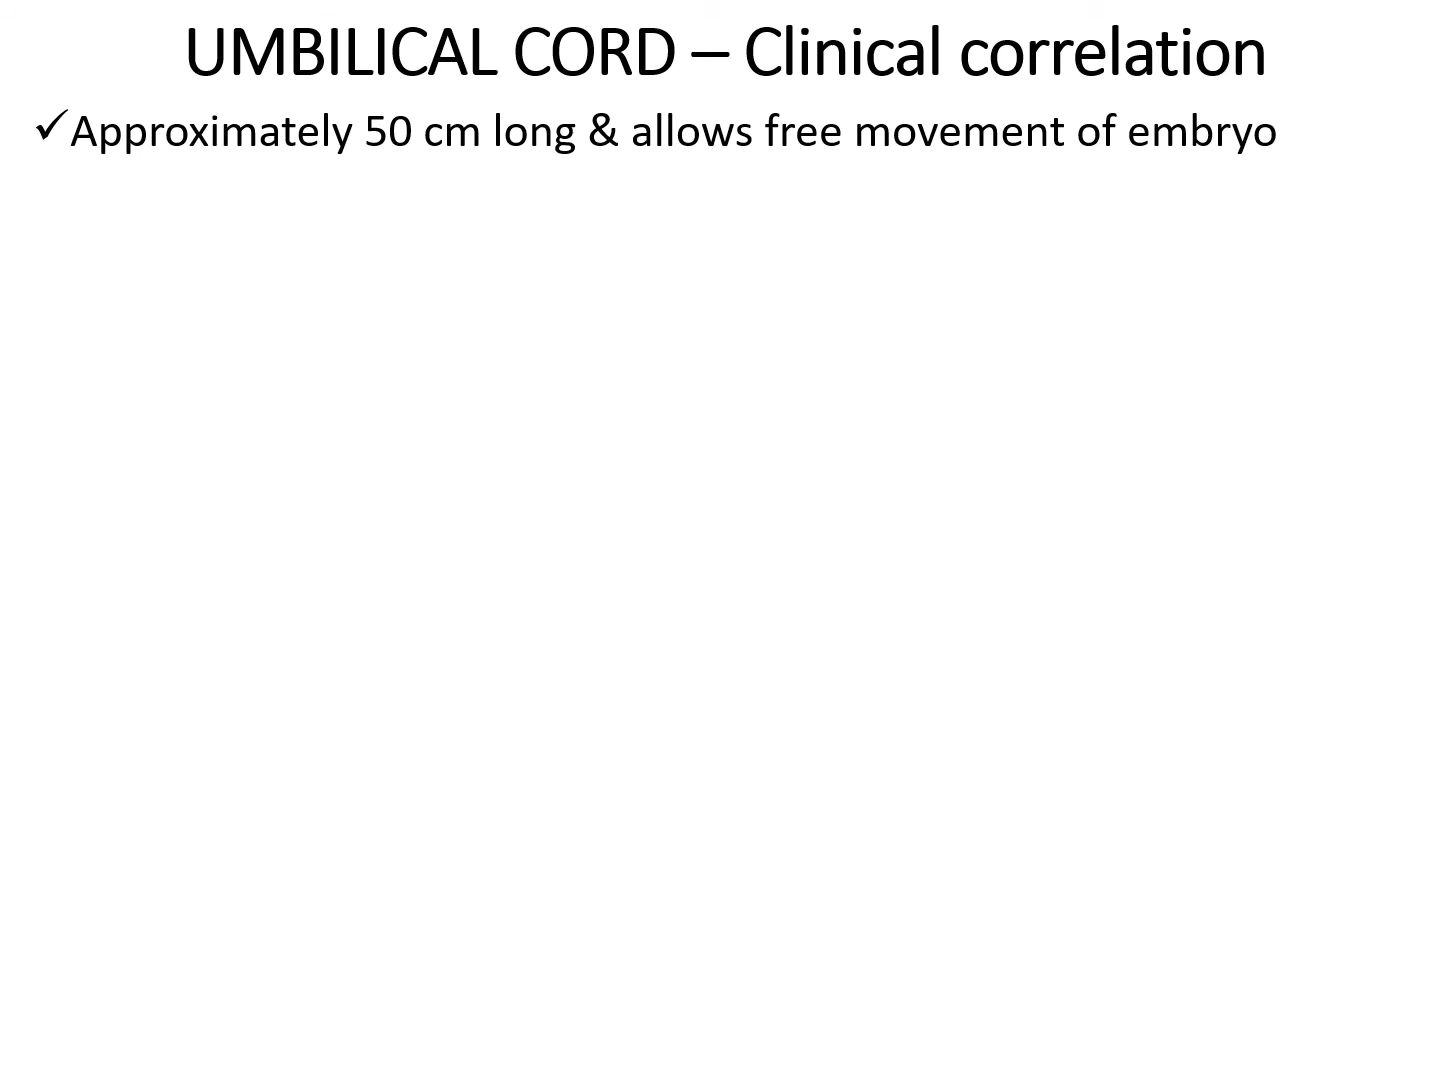 UMBILICAL CORD – Clinical correlation
✓Approximately 50 cm long & allows free movement of embryo